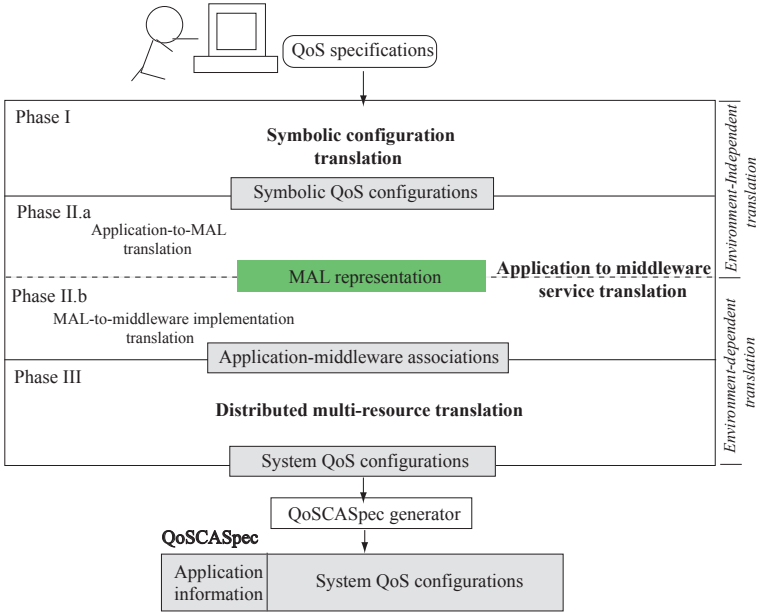 QoS specifications
Phase I
Symbolic configuration
translation
Symbolic QoS configurations
Phase II.a
Application-to-MAL
translation
MAL representation
Application to middleware
service translation
Phase II.b
MAL-to-middleware implementation
translation
Application-middleware associations
Phase III
Distributed multi-resource translation
System QoS configurations
Environment-Independent
translation
Environment-dependent
translation
QoSCASpec generator
QoSCASpec
Application
information
System QoS configurations